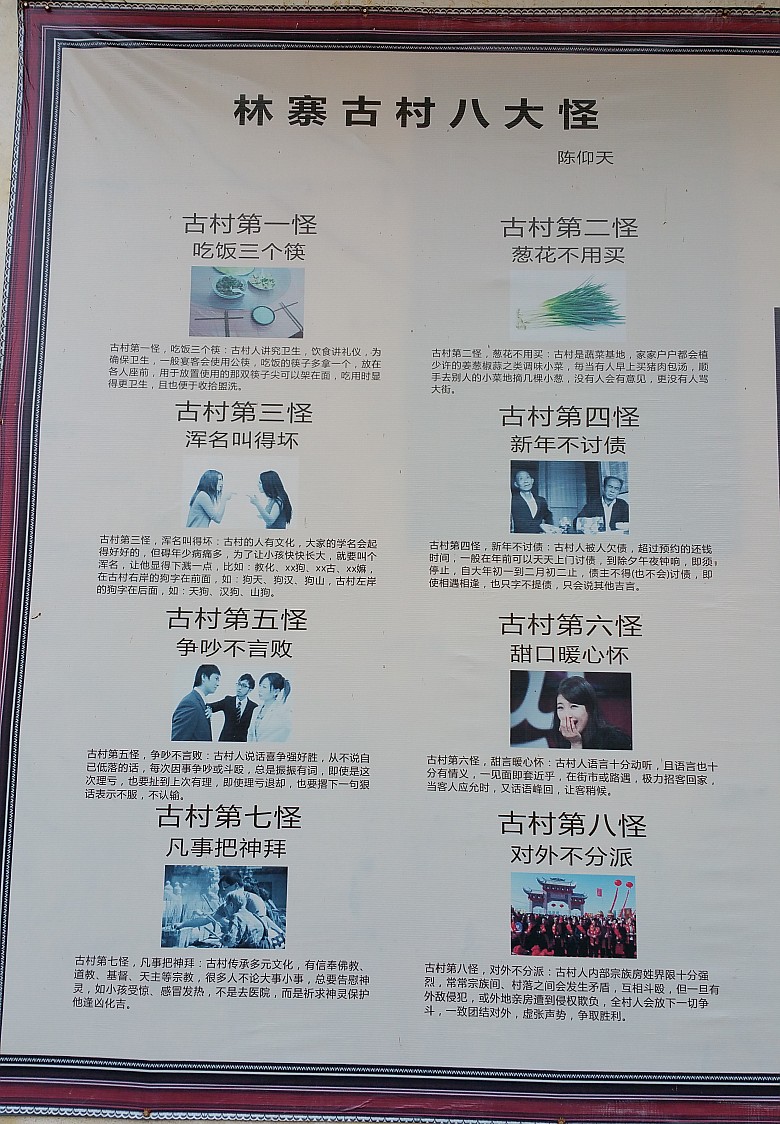 林寨古村八大怪
陈仰天
古村第一怪
吃饭三个筷
古村第一怪，吃饭三个筷：古村人讲究卫生，饮食讲礼仪，为
确保卫生，一般宴客会使用公筷，吃饭的筷子多拿一个，放在
各人座前，用于放置使用的那双筷子尖可以架在面，吃用时显
得更卫生，且也便于收拾盥洗。
古村第二怪
葱花不用买
古村第二怪，葱花不用买：古村是蔬菜基地，家家户户都会植
少许的姜葱椒蒜之类调味小菜，每当有人早上买猪肉包汤，顺
手去别人的小菜地摘几棵小葱，没有人会有意见，更没有人骂
大街。
古村第三怪
浑名叫得坏
古村第三怪，浑名叫得坏：古村的人有文化，大家的学名会起
得好好的，但碍年少病痛多，为了让小孩快快长大，就要叫个
浑名，让他显得下溅一点，比如：教化、xx狗、xx古、xx嫲，
在古村右岸的狗字在前面，如：狗天、狗汉、狗山，古村左岸
的狗字在后面，如：天狗、汉狗、山狗。
古村第四怪
新年不讨债
古村第四怪，新年不讨债：古村人被人欠债，超过预约的还钱
时间，一般在年前可以天天上门讨债，到除夕午夜钟响，即须
停止，自大年初一到二月初二止，债主不得(也不会)讨债，即
使相遇相逢，也只字不提债，只会说其他吉言。
古村第五怪
争吵不言败
古村第五怪，争吵不言败：古村人说话喜争强好胜，从不说自
已低落的话，每次因事争吵或斗殴，总是振振有词，即使是这
次理亏，也要扯到上次有理，即使理亏退却，也要撂下一句狠
话表示不服，不认输。
古村第六怪
甜口暖心怀
古村第六怪，甜言暖心怀：古村人语言十分动听，且语言也十
分有情义，一见面即套近乎，在街市或路遇，极力招客回家，
当客人应允时，又话语峰回，让客稍候。
古村第七怪
凡事把神拜
古村第七怪，凡事把神拜：古村传承多元文化，有信奉佛教、
道教、基督、天主等宗教，很多人不论大事小事，总要告慰神
灵，如小孩受惊、感冒发热，不是去医院，而是祈求神灵保护
他逢凶化吉。
古村第八怪
对外不分派
古村第八怪，对外不分派：古村人内部宗族房姓界限十分强
烈，常常宗族间、村落之间会发生矛盾，互相斗殴，但一旦有
外敌侵犯，或外地亲房遭到侵权欺负，全村人会放下一切争
斗，一致团结对外，虚张声势，争取胜利。